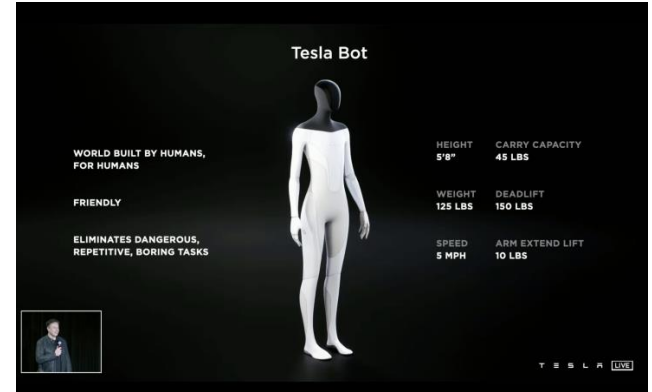 Tesla Bot
WORLD BUILT BY HUMANS,
FOR HUMANS
FRIENDLY
ELIMINATES DANGEROUS,
REPETITIVE, BORING TASKS
HEIGHT
5’8”
CARRY CAPACITY
45 LBS
WEIGHT
125 LBS
DEADLIFT
150 LBS
SPEED
5 MPH
ARM EXTEND LIFT
10 LBS
TESLA LIVE